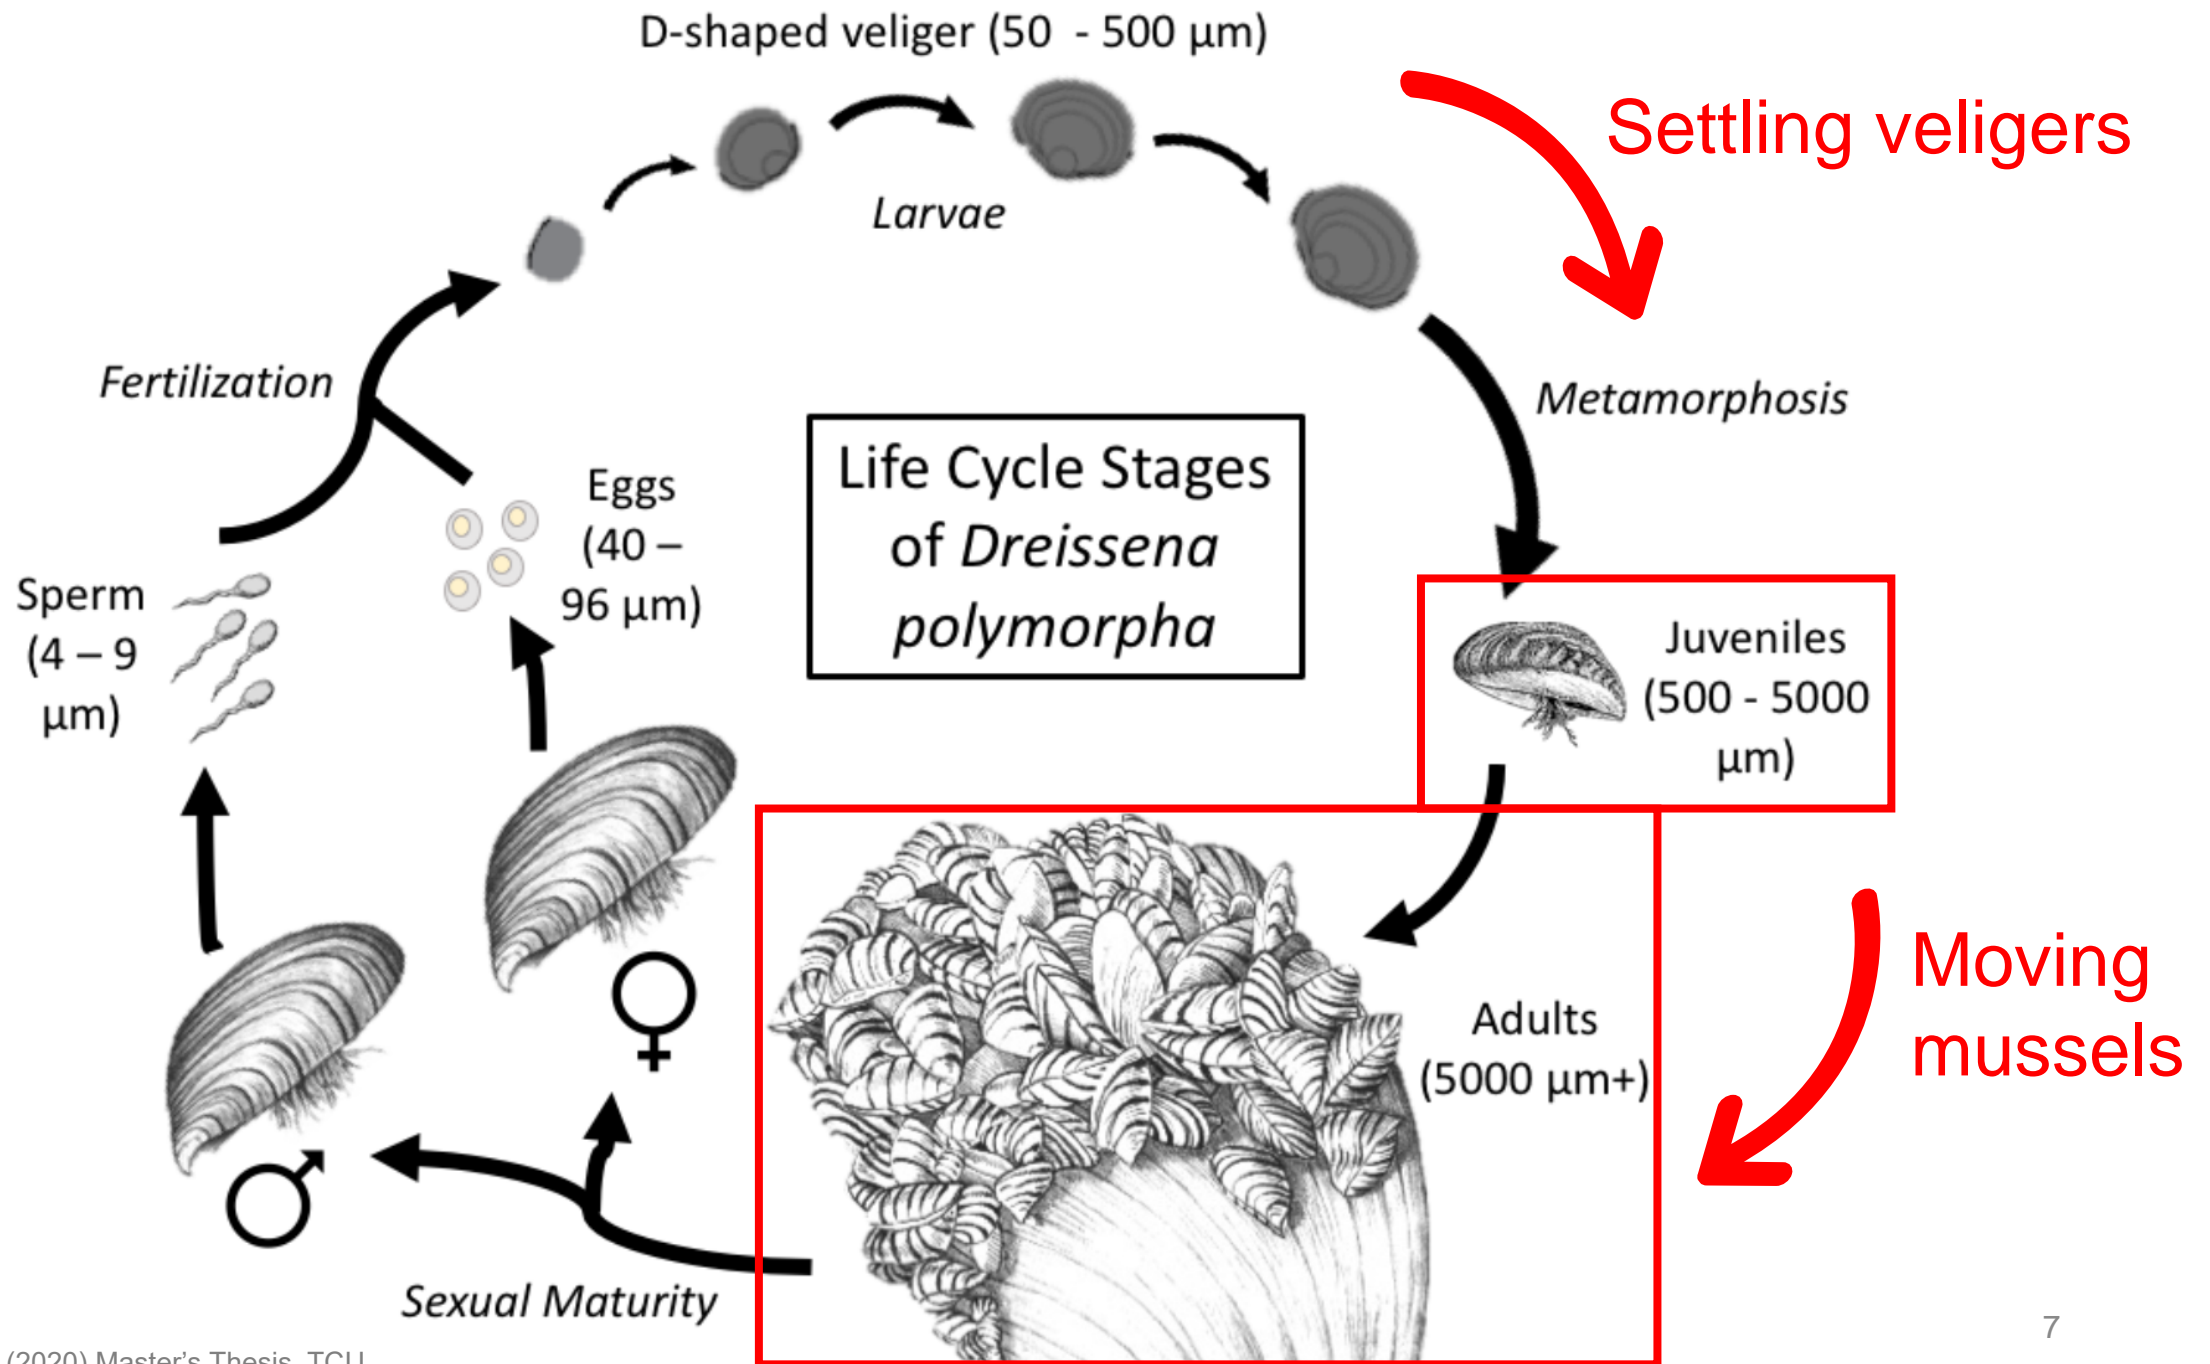 D-shaped veliger (50 - 500 µm)
Settling veligers
Larvae
Fertilization
Metamorphosis
Life Cycle Stages
of Dreissena
polymorpha
Eggs
(40 –
96 µm)
Sperm
(4 – 9
µm)
Juveniles
(500 - 5000
µm)
Moving
mussels
Adults
(5000 µm+)
Sexual Maturity
7
(2020) Master's Thesis, TCU